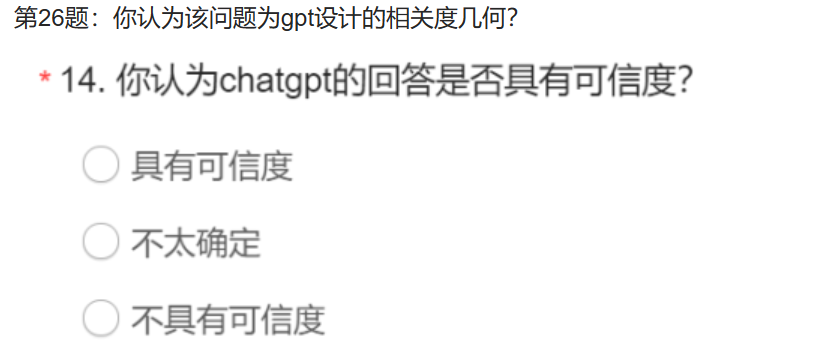 第26题：你认为该问题为gpt设计的相关度几何？
* 14. 你认为chatgpt的回答是否具有可信度？
具有可信度
不太确定
不具有可信度